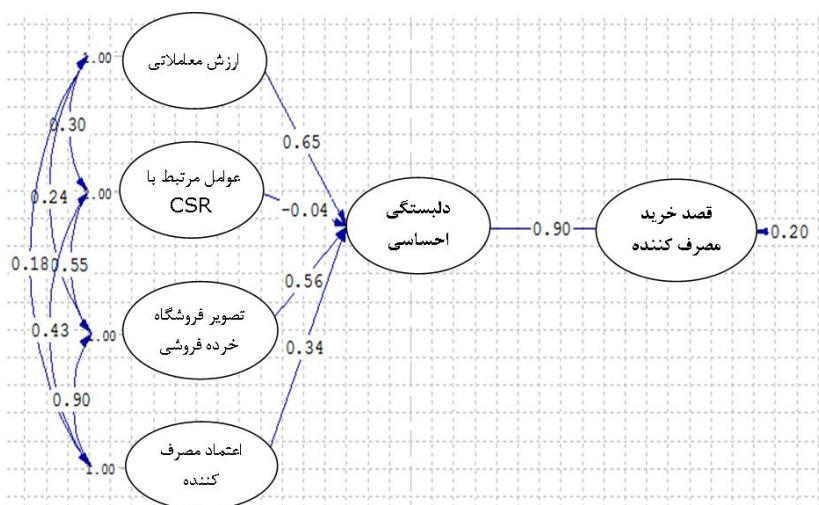 1.00
ارزش معاملاتی
0.30
0.65
عوامل مرتبط با
CSR
1.00
0.24
-0.04
دلبستگی
احساسی
0.90
قصد خرید
مصرف کننده
0.20
0.18
0.55
0.56
تصویر فروشگاه
خرده فروشی
1.00
0.43
0.34
0.90
اعتماد مصرف
کننده
1.00